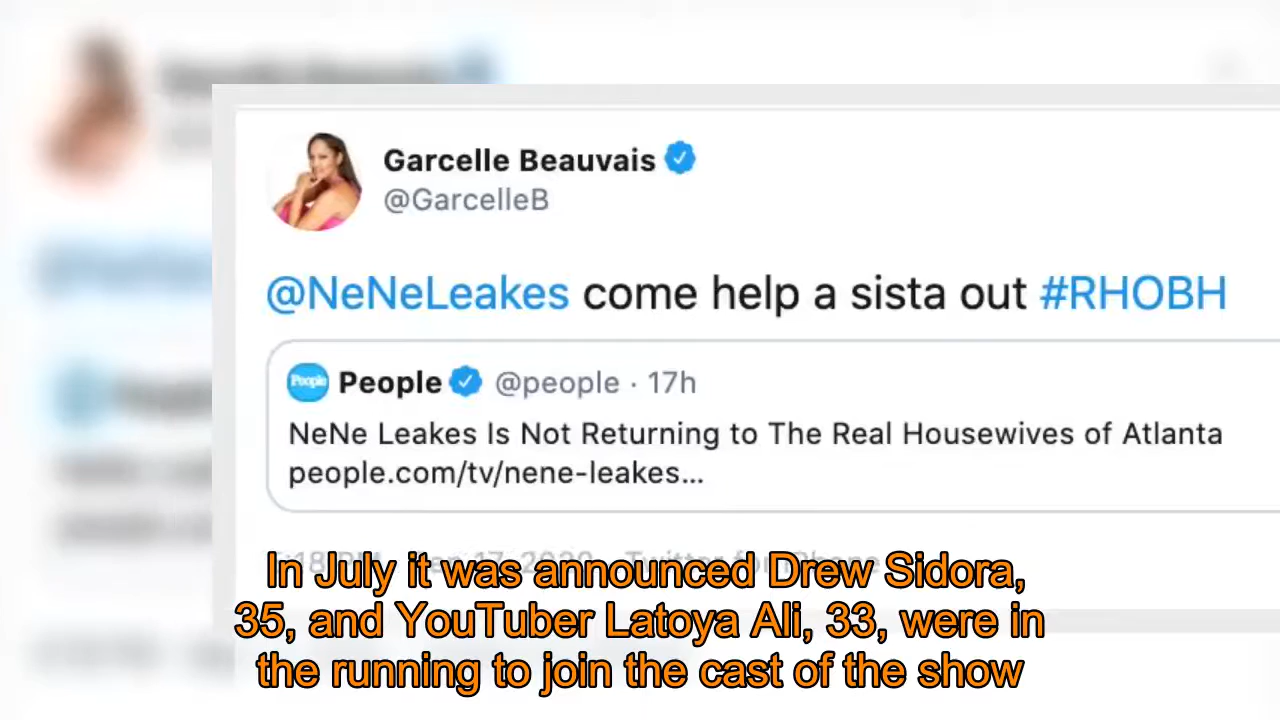 Garcelle Beauvais
@GarcelleB
@NeNeLeakes come help a sista out #RHOBH
People
People @people · 17h
NeNe Leakes Is Not Returning to The Real Housewives of Atlanta
people.com/tv/nene-leakes...
In July it was announced Drew Sidora,
35, and YouTuber Latoya Ali, 33, were in
the running to join the cast of the show